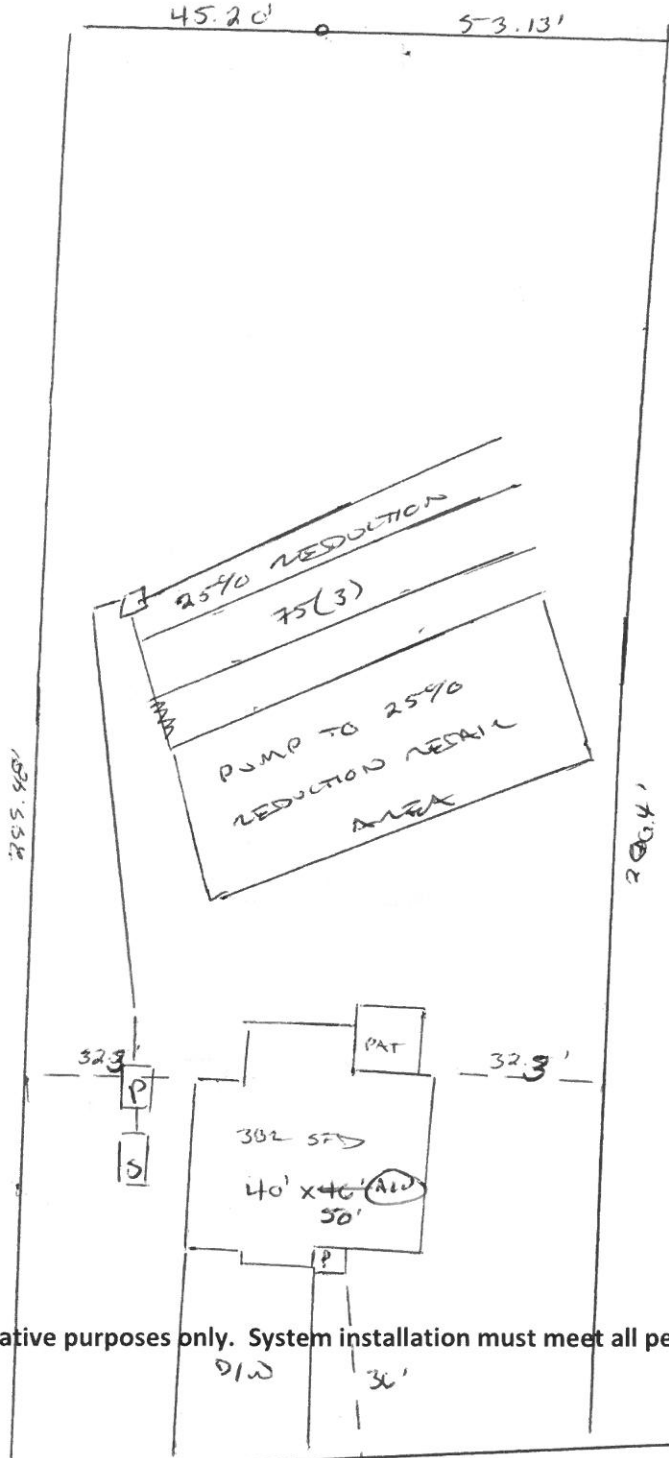 45.20' 53.13'
25% REDUCTION
75(3)
PUMP TO 25%
REDUCTION REPAIR
AREA
PAT
32.3' P 32.3'
S
3BR SFD
40' x 46'
50'
P
ative purposes only. System installation must meet all pe
D/W 36'